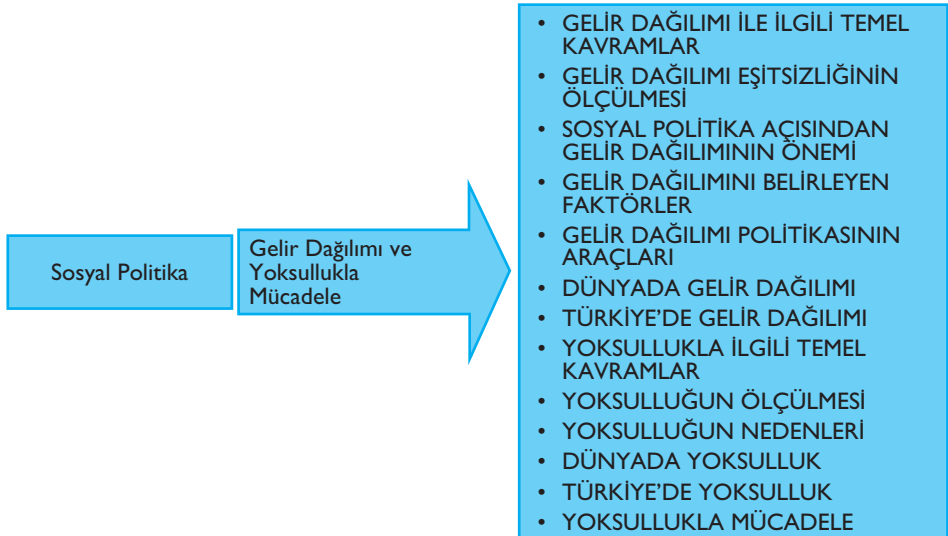 Sosyal Politika
Gelir Dağılımı ve
Yoksullukla
Mücadele
• GELİR DAĞILIMI İLE İLGİLİ TEMEL
KAVRAMLAR
• GELİR DAĞILIMI EŞİTSİZLİĞİNİN
ÖLÇÜLMESİ
• SOSYAL POLİTİKA AÇISINDAN
GELİR DAĞILIMININ ÖNEMİ
• GELİR DAĞILIMINI BELİRLEYEN
FAKTÖRLER
• GELİR DAĞILIMI POLİTİKASININ
ARAÇLARI
• DÜNYADA GELİR DAĞILIMI
• TÜRKİYE’DE GELİR DAĞILIMI
• YOKSULLUKLA İLGİLİ TEMEL
KAVRAMLAR
• YOKSULLUĞUN ÖLÇÜLMESİ
• YOKSULLUĞUN NEDENLERİ
• DÜNYADA YOKSULLUK
• TÜRKİYE’DE YOKSULLUK
• YOKSULLUKLA MÜCADELE